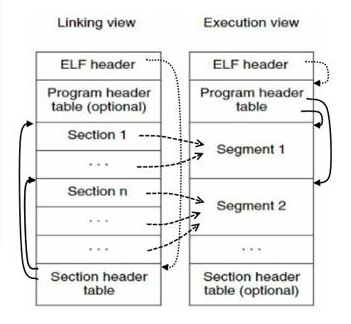 Linking view
ELF header
Program header
table (optional)
Section 1
. . .
Section n
. . .
. . .
Section header
table
Execution view
ELF header
Program header
table
Segment 1
Segment 2
. . .
Section header
table (optional)